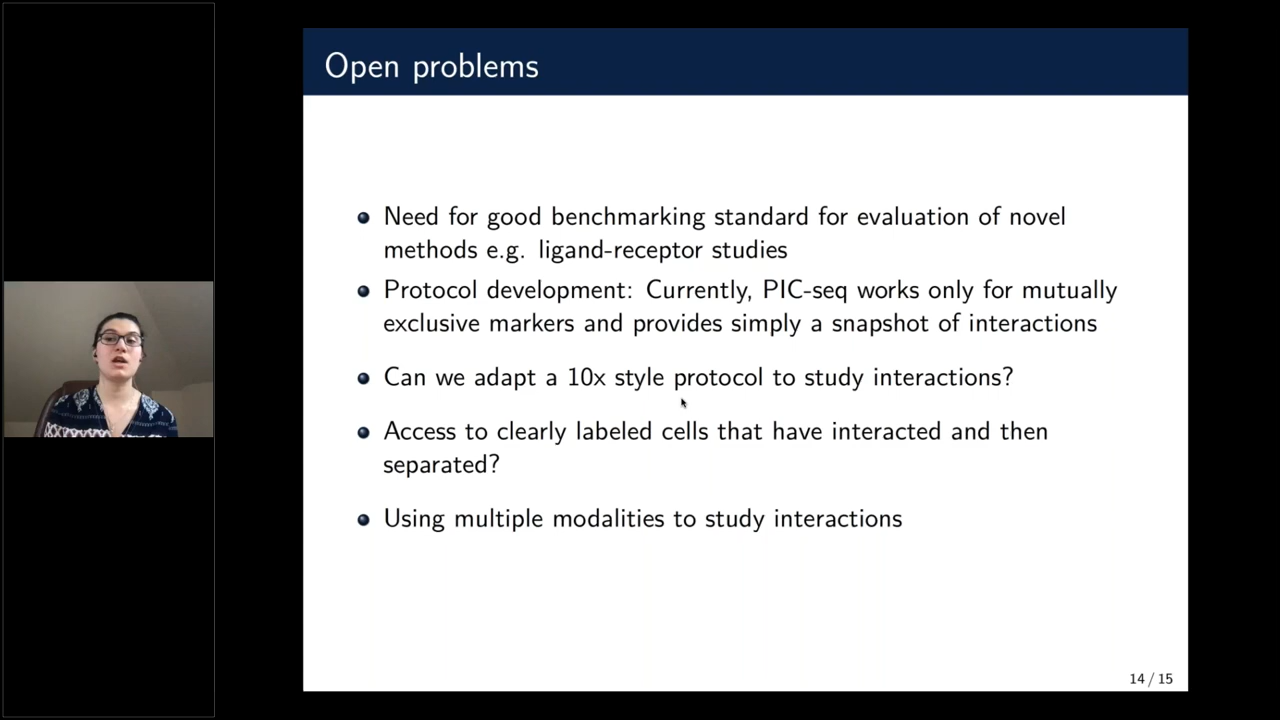 Open problems
Need for good benchmarking standard for evaluation of novel
methods e.g. ligand-receptor studies
Protocol development: Currently, PIC-seq works only for mutually
exclusive markers and provides simply a snapshot of interactions
Can we adapt a 10x style protocol to study interactions?
Access to clearly labeled cells that have interacted and then
separated?
Using multiple modalities to study interactions
14 / 15